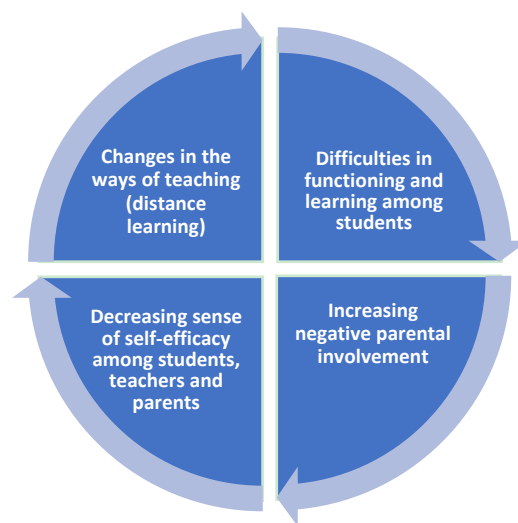 Changes in the
ways of teaching
(distance
learning)
Difficulties in
functioning and
learning among
students
Increasing
negative parental
involvement
Decreasing sense
of self-efficacy
among students,
teachers and
parents